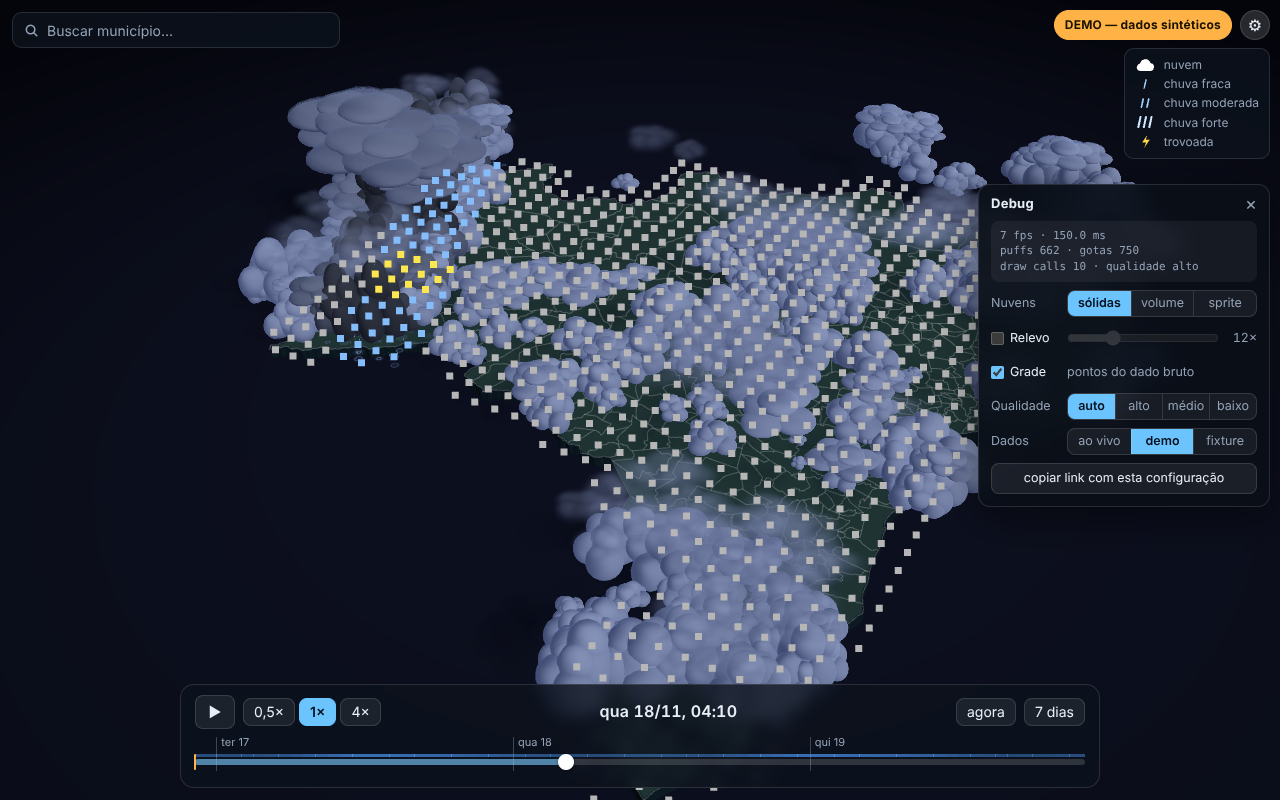 Buscar município...
DEMO — dados sintéticos
nuvem
chuva fraca
chuva moderada
chuva forte
trovoada
Debug
7 fps · 150.0 ms
puffs 662 · gotas 750
draw calls 10 · qualidade alto
Nuvens sólidas volume sprite
Relevo 12×
Grade pontos do dado bruto
Qualidade auto alto médio baixo
Dados ao vivo demo fixture
copiar link com esta configuração
0,5× 1× 4× qua 18/11, 04:10 agora 7 dias
ter 17 qua 18 qui 19